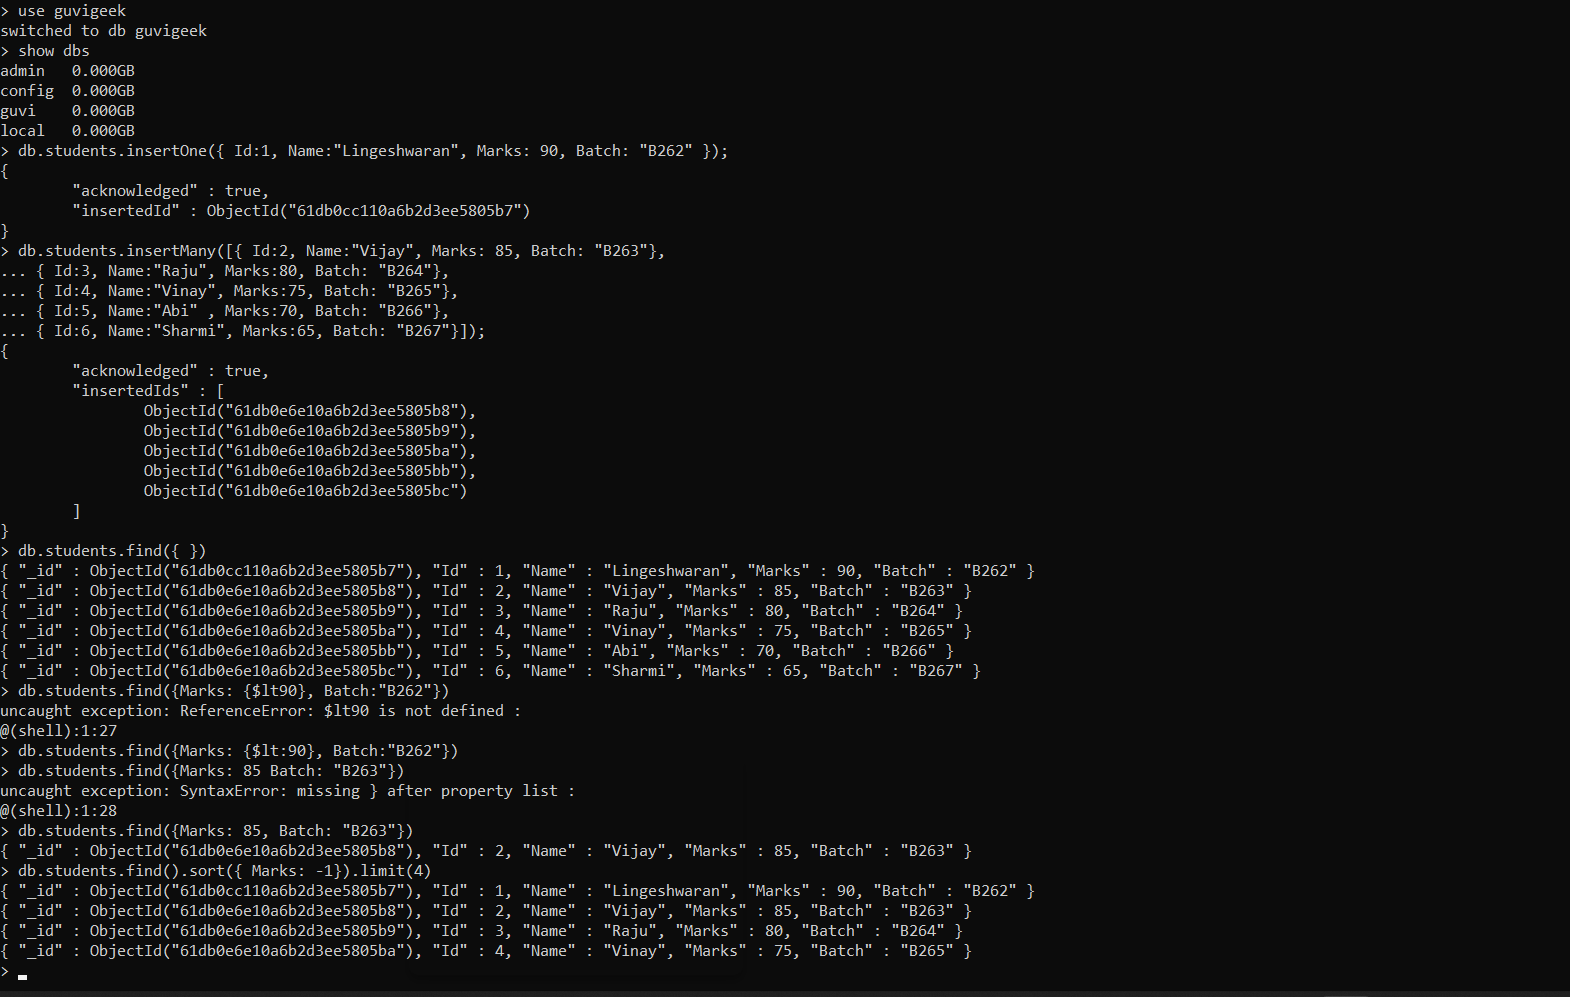 > use guvigeek
switched to db guvigeek
> show dbs
admin   0.000GB
config  0.000GB
guvi    0.000GB
local   0.000GB
> db.students.insertOne({ Id:1, Name:"Lingeshwaran", Marks: 90, Batch: "B262" });
{
        "acknowledged" : true,
        "insertedId" : ObjectId("61db0cc110a6b2d3ee5805b7")
}
> db.students.insertMany([{ Id:2, Name:"Vijay", Marks: 85, Batch: "B263"},
... { Id:3, Name:"Raju", Marks:80, Batch: "B264"},
... { Id:4, Name:"Vinay", Marks:75, Batch: "B265"},
... { Id:5, Name:"Abi" , Marks:70, Batch: "B266"},
... { Id:6, Name:"Sharmi", Marks:65, Batch: "B267"}]);
{
        "acknowledged" : true,
        "insertedIds" : [
                ObjectId("61db0e6e10a6b2d3ee5805b8"),
                ObjectId("61db0e6e10a6b2d3ee5805b9"),
                ObjectId("61db0e6e10a6b2d3ee5805ba"),
                ObjectId("61db0e6e10a6b2d3ee5805bb"),
                ObjectId("61db0e6e10a6b2d3ee5805bc")
        ]
}
> db.students.find({ })
{ "_id" : ObjectId("61db0cc110a6b2d3ee5805b7"), "Id" : 1, "Name" : "Lingeshwaran", "Marks" : 90, "Batch" : "B262" }
{ "_id" : ObjectId("61db0e6e10a6b2d3ee5805b8"), "Id" : 2, "Name" : "Vijay", "Marks" : 85, "Batch" : "B263" }
{ "_id" : ObjectId("61db0e6e10a6b2d3ee5805b9"), "Id" : 3, "Name" : "Raju", "Marks" : 80, "Batch" : "B264" }
{ "_id" : ObjectId("61db0e6e10a6b2d3ee5805ba"), "Id" : 4, "Name" : "Vinay", "Marks" : 75, "Batch" : "B265" }
{ "_id" : ObjectId("61db0e6e10a6b2d3ee5805bb"), "Id" : 5, "Name" : "Abi", "Marks" : 70, "Batch" : "B266" }
{ "_id" : ObjectId("61db0e6e10a6b2d3ee5805bc"), "Id" : 6, "Name" : "Sharmi", "Marks" : 65, "Batch" : "B267" }
> db.students.find({Marks: {$lt90}, Batch:"B262"})
uncaught exception: ReferenceError: $lt90 is not defined :
@(shell):1:27
> db.students.find({Marks: {$lt:90}, Batch:"B262"})
> db.students.find({Marks: 85 Batch: "B263"})
uncaught exception: SyntaxError: missing } after property list :
@(shell):1:28
> db.students.find({Marks: 85, Batch: "B263"})
{ "_id" : ObjectId("61db0e6e10a6b2d3ee5805b8"), "Id" : 2, "Name" : "Vijay", "Marks" : 85, "Batch" : "B263" }
> db.students.find().sort({ Marks: -1}).limit(4)
{ "_id" : ObjectId("61db0cc110a6b2d3ee5805b7"), "Id" : 1, "Name" : "Lingeshwaran", "Marks" : 90, "Batch" : "B262" }
{ "_id" : ObjectId("61db0e6e10a6b2d3ee5805b8"), "Id" : 2, "Name" : "Vijay", "Marks" : 85, "Batch" : "B263" }
{ "_id" : ObjectId("61db0e6e10a6b2d3ee5805b9"), "Id" : 3, "Name" : "Raju", "Marks" : 80, "Batch" : "B264" }
{ "_id" : ObjectId("61db0e6e10a6b2d3ee5805ba"), "Id" : 4, "Name" : "Vinay", "Marks" : 75, "Batch" : "B265" }
>